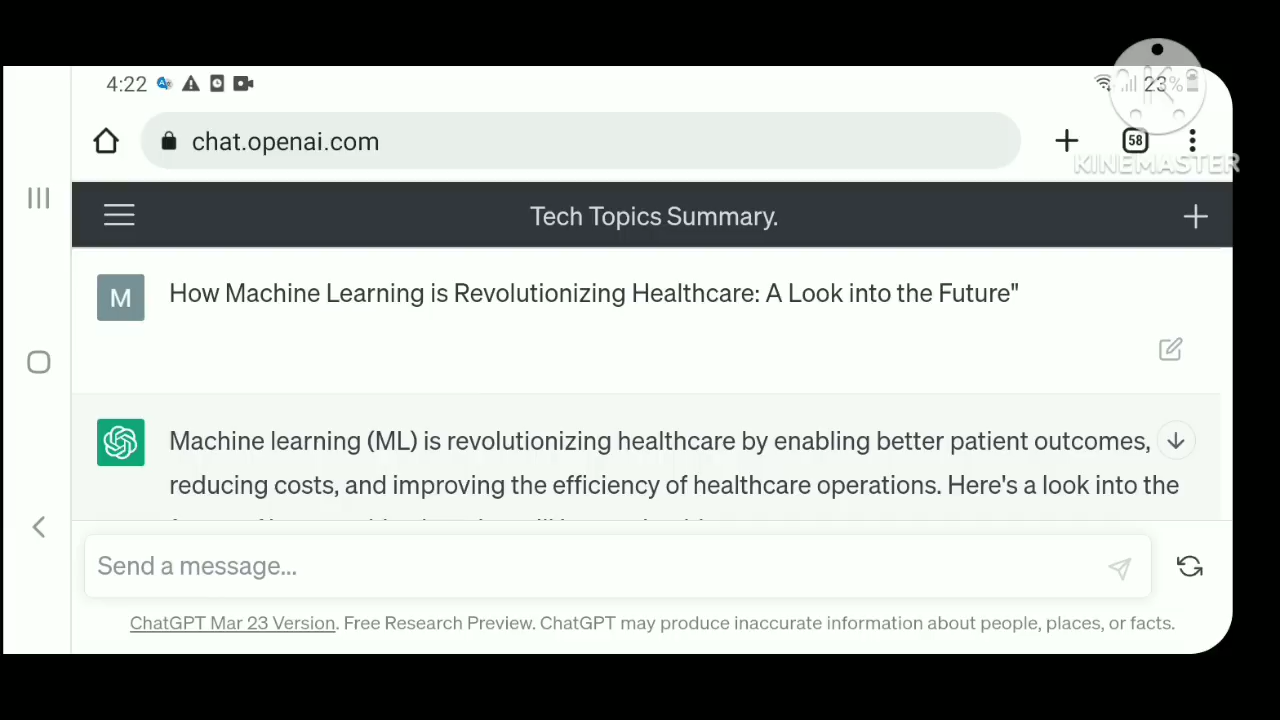 4:22
23%
chat.openai.com
58
KINEMASTER
Tech Topics Summary.
M
How Machine Learning is Revolutionizing Healthcare: A Look into the Future"
Machine learning (ML) is revolutionizing healthcare by enabling better patient outcomes,
reducing costs, and improving the efficiency of healthcare operations. Here's a look into the
Send a message...
ChatGPT Mar 23 Version. Free Research Preview. ChatGPT may produce inaccurate information about people, places, or facts.